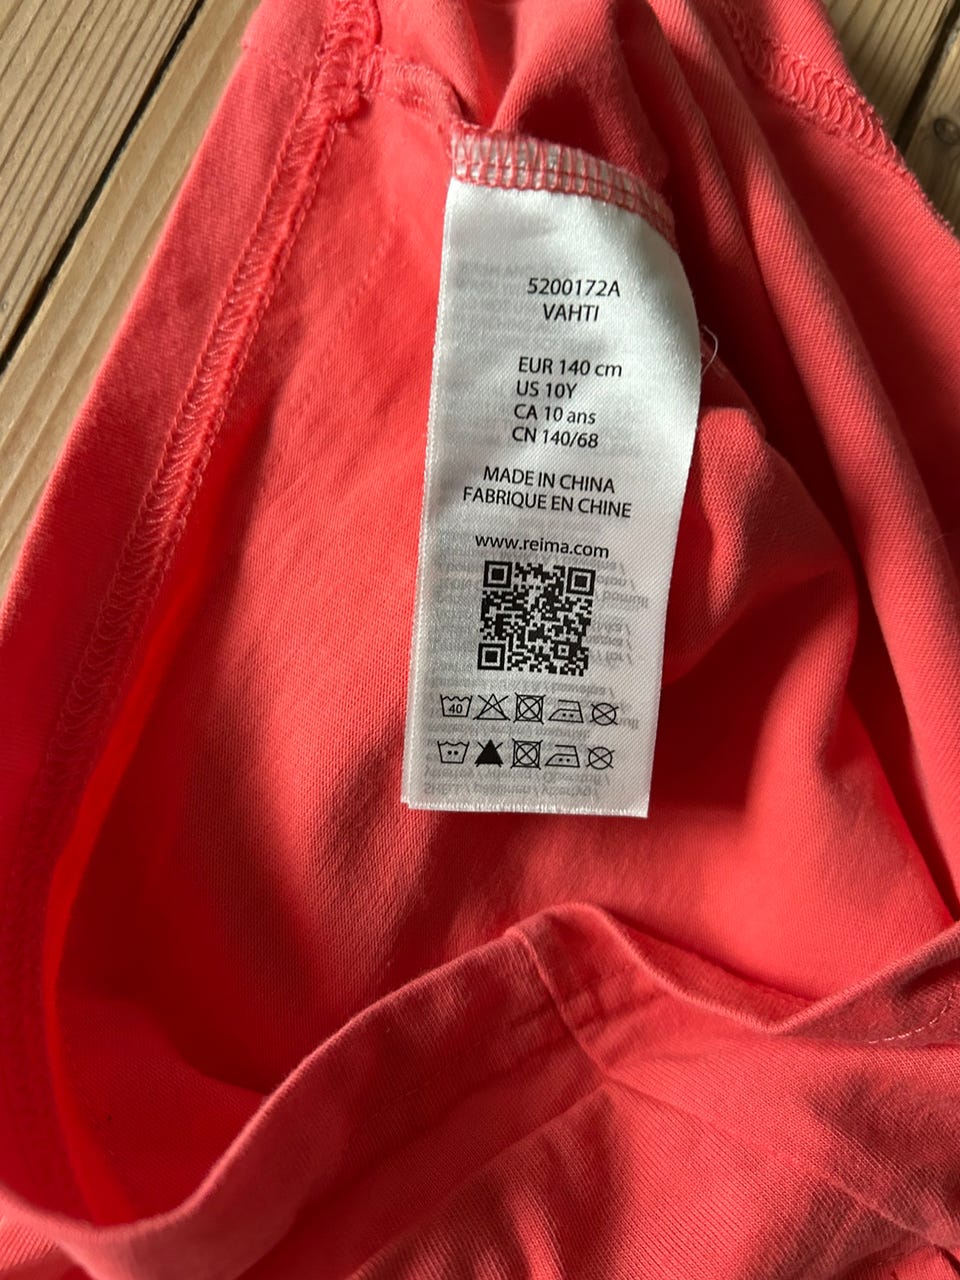 5200172A
VAHTI
EUR 140 cm
US 10Y
CA 10 ans
CN 140/68
MADE IN CHINA
FABRIQUE EN CHINE
www.reima.com
40